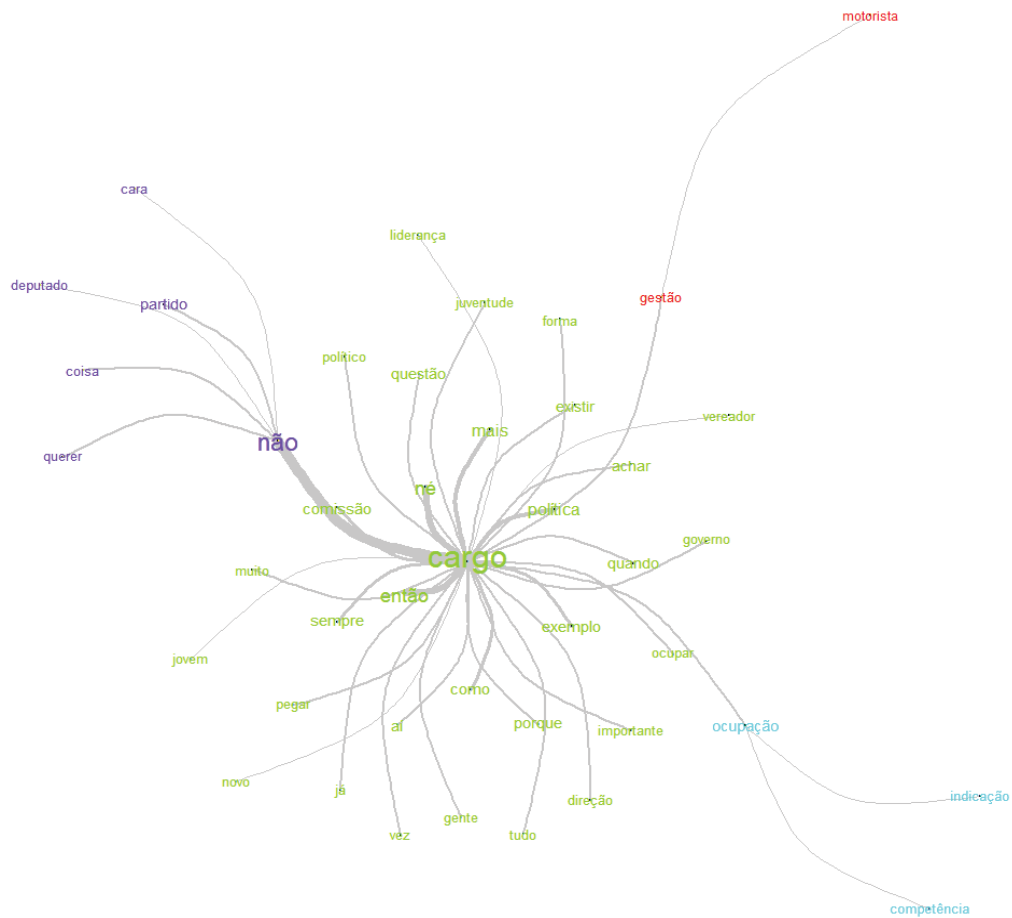 motorista
cara
liderança
deputado
partido
gestão
juventude
forma
político
coisa
questão
existir
vereador
mais
não
querer
achar
né
comissão
política
governo
cargo
quando
muito
então
sempre
exemplo
jovem
ocupar
como
pegar
aí
porque
importante
ocupação
novo
já
direção
indicação
gente
vez
tudo
competência